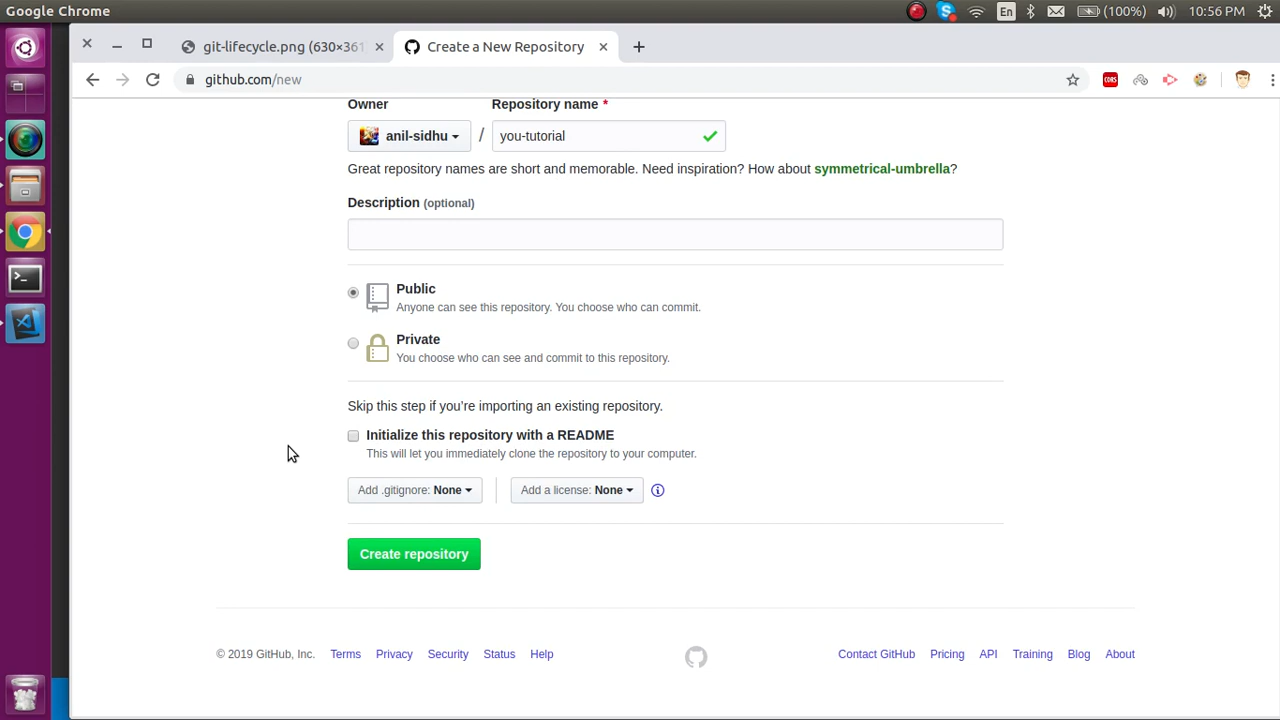 Google Chrome
En
(100%)
10:56 PM
git-lifecycle.png (630×361
Create a New Repository
github.com/new
CORS
Owner
Repository name *
anil-sidhu
/
you-tutorial
Great repository names are short and memorable. Need inspiration? How about symmetrical-umbrella?
Description (optional)
Public
Anyone can see this repository. You choose who can commit.
Private
You choose who can see and commit to this repository.
Skip this step if you’re importing an existing repository.
Initialize this repository with a README
This will let you immediately clone the repository to your computer.
Add .gitignore: None
Add a license: None
Create repository
© 2019 GitHub, Inc.
Terms
Privacy
Security
Status
Help
Contact GitHub
Pricing
API
Training
Blog
About